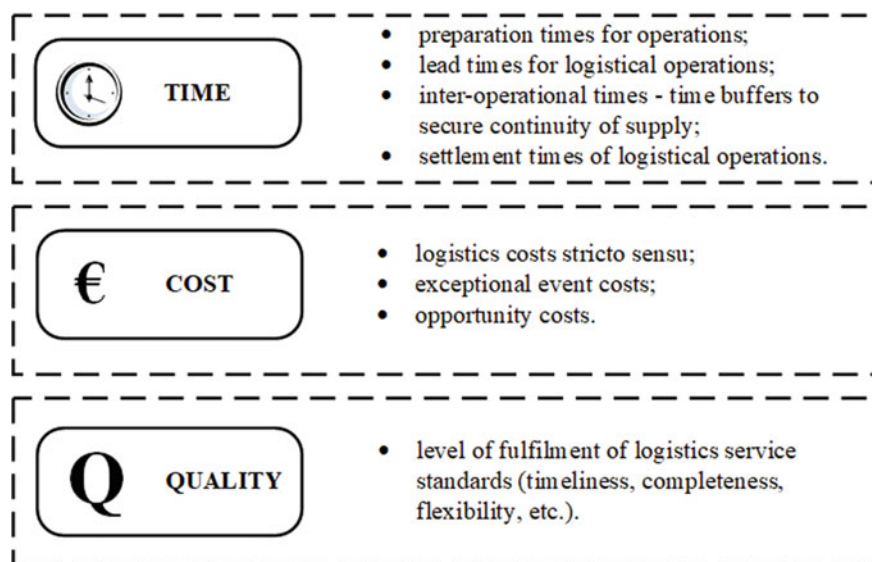 TIME
• preparation times for operations;
• lead times for logistical operations;
• inter-operational times - time buffers to
secure continuity of supply;
• settlement times of logistical operations.
€ COST
• logistics costs stricto sensu;
• exceptional event costs;
• opportunity costs.
Q QUALITY
• level of fulfilment of logistics service
standards (timeliness, completeness,
flexibility, etc.).